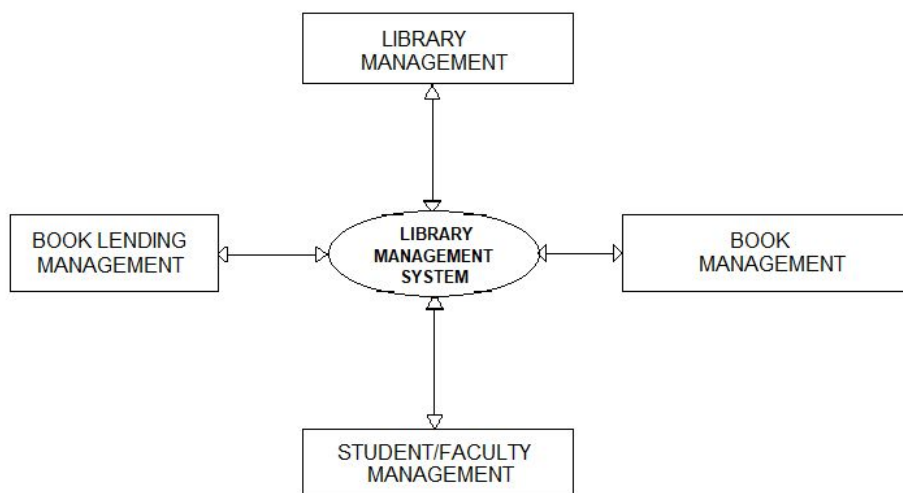 LIBRARY
MANAGEMENT
BOOK LENDING
MANAGEMENT
LIBRARY
MANAGEMENT
SYSTEM
BOOK
MANAGEMENT
STUDENT/FACULTY
MANAGEMENT